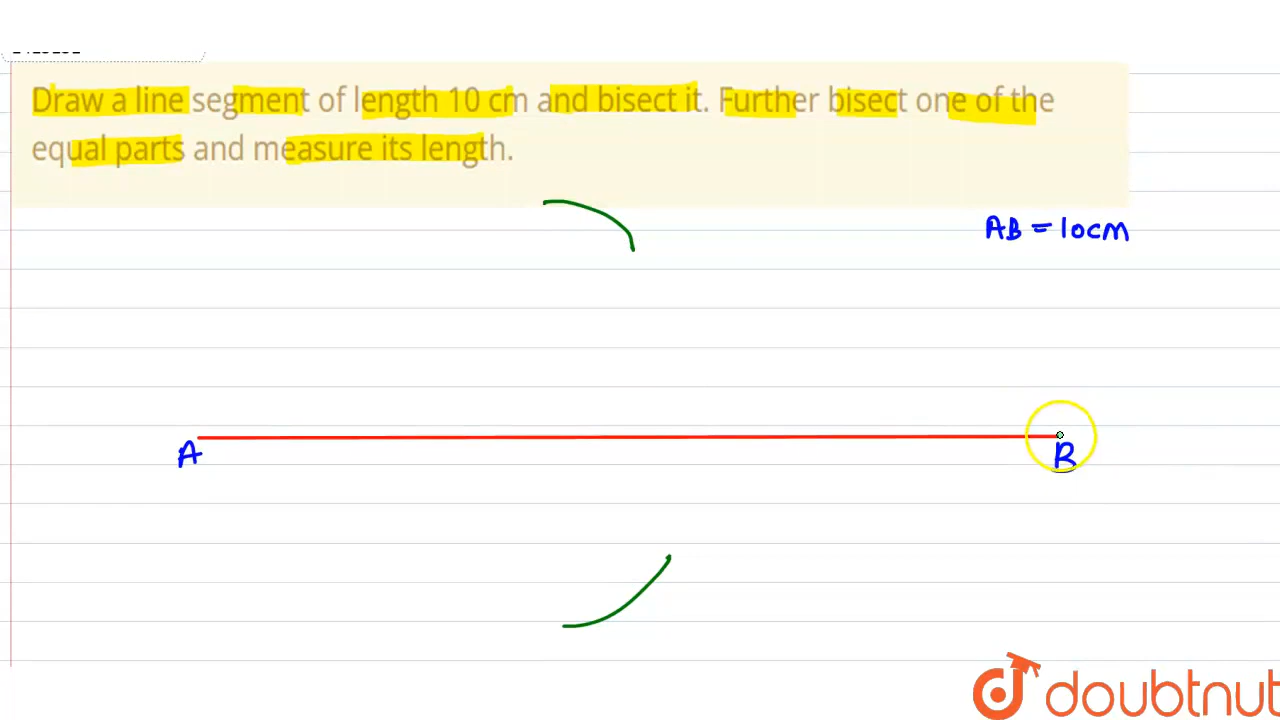 Draw a line segment of length 10 cm and bisect it. Further bisect one of the
equal parts and measure its length.
AB = 10cm
A
B
doubtnut